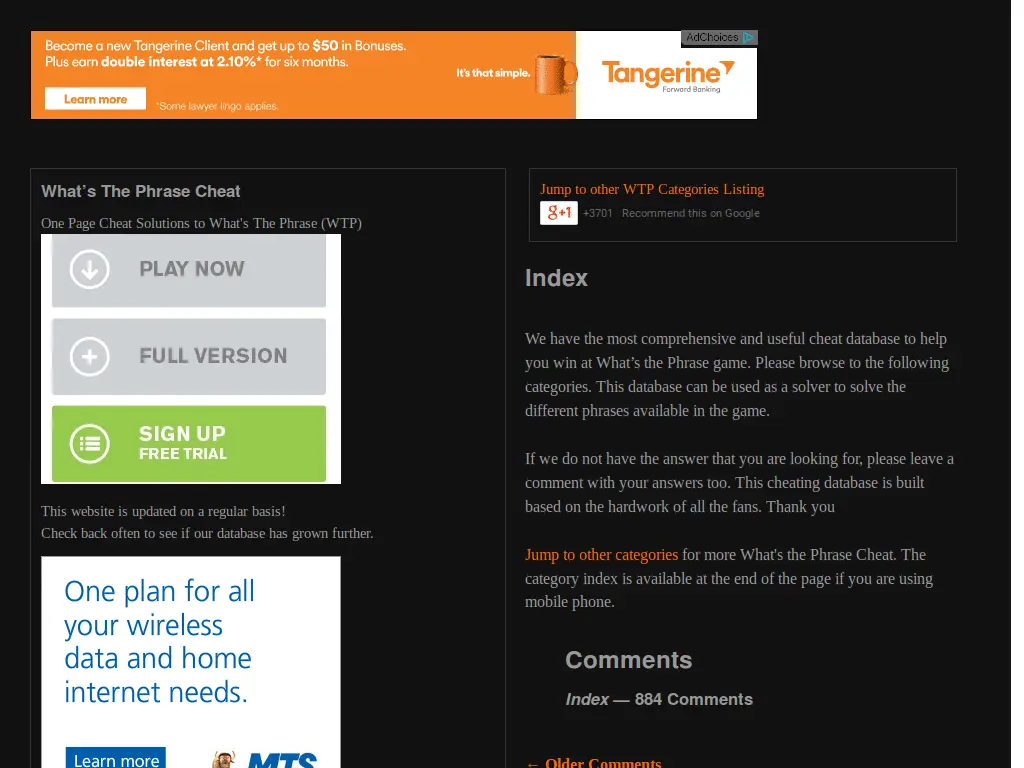 Become a new Tangerine Client and get up to $50 in Bonuses.
Plus earn double interest at 2.10%* for six months.
It's that simple.
Learn more
*Some lawyer lingo applies.
AdChoices
Tangerine
Forward Banking
What's The Phrase Cheat
One Page Cheat Solutions to What's The Phrase (WTP)
PLAY NOW
FULL VERSION
SIGN UP
FREE TRIAL
This website is updated on a regular basis!
Check back often to see if our database has grown further.
One plan for all
your wireless
data and home
internet needs.
Learn more
MTS
Jump to other WTP Categories Listing
g+1 +3701 Recommend this on Google
Index
We have the most comprehensive and useful cheat database to help
you win at What’s the Phrase game. Please browse to the following
categories. This database can be used as a solver to solve the
different phrases available in the game.
If we do not have the answer that you are looking for, please leave a
comment with your answers too. This cheating database is built
based on the hardwork of all the fans. Thank you
Jump to other categories for more What's the Phrase Cheat. The
category index is available at the end of the page if you are using
mobile phone.
Comments
Index — 884 Comments
← Older Comments